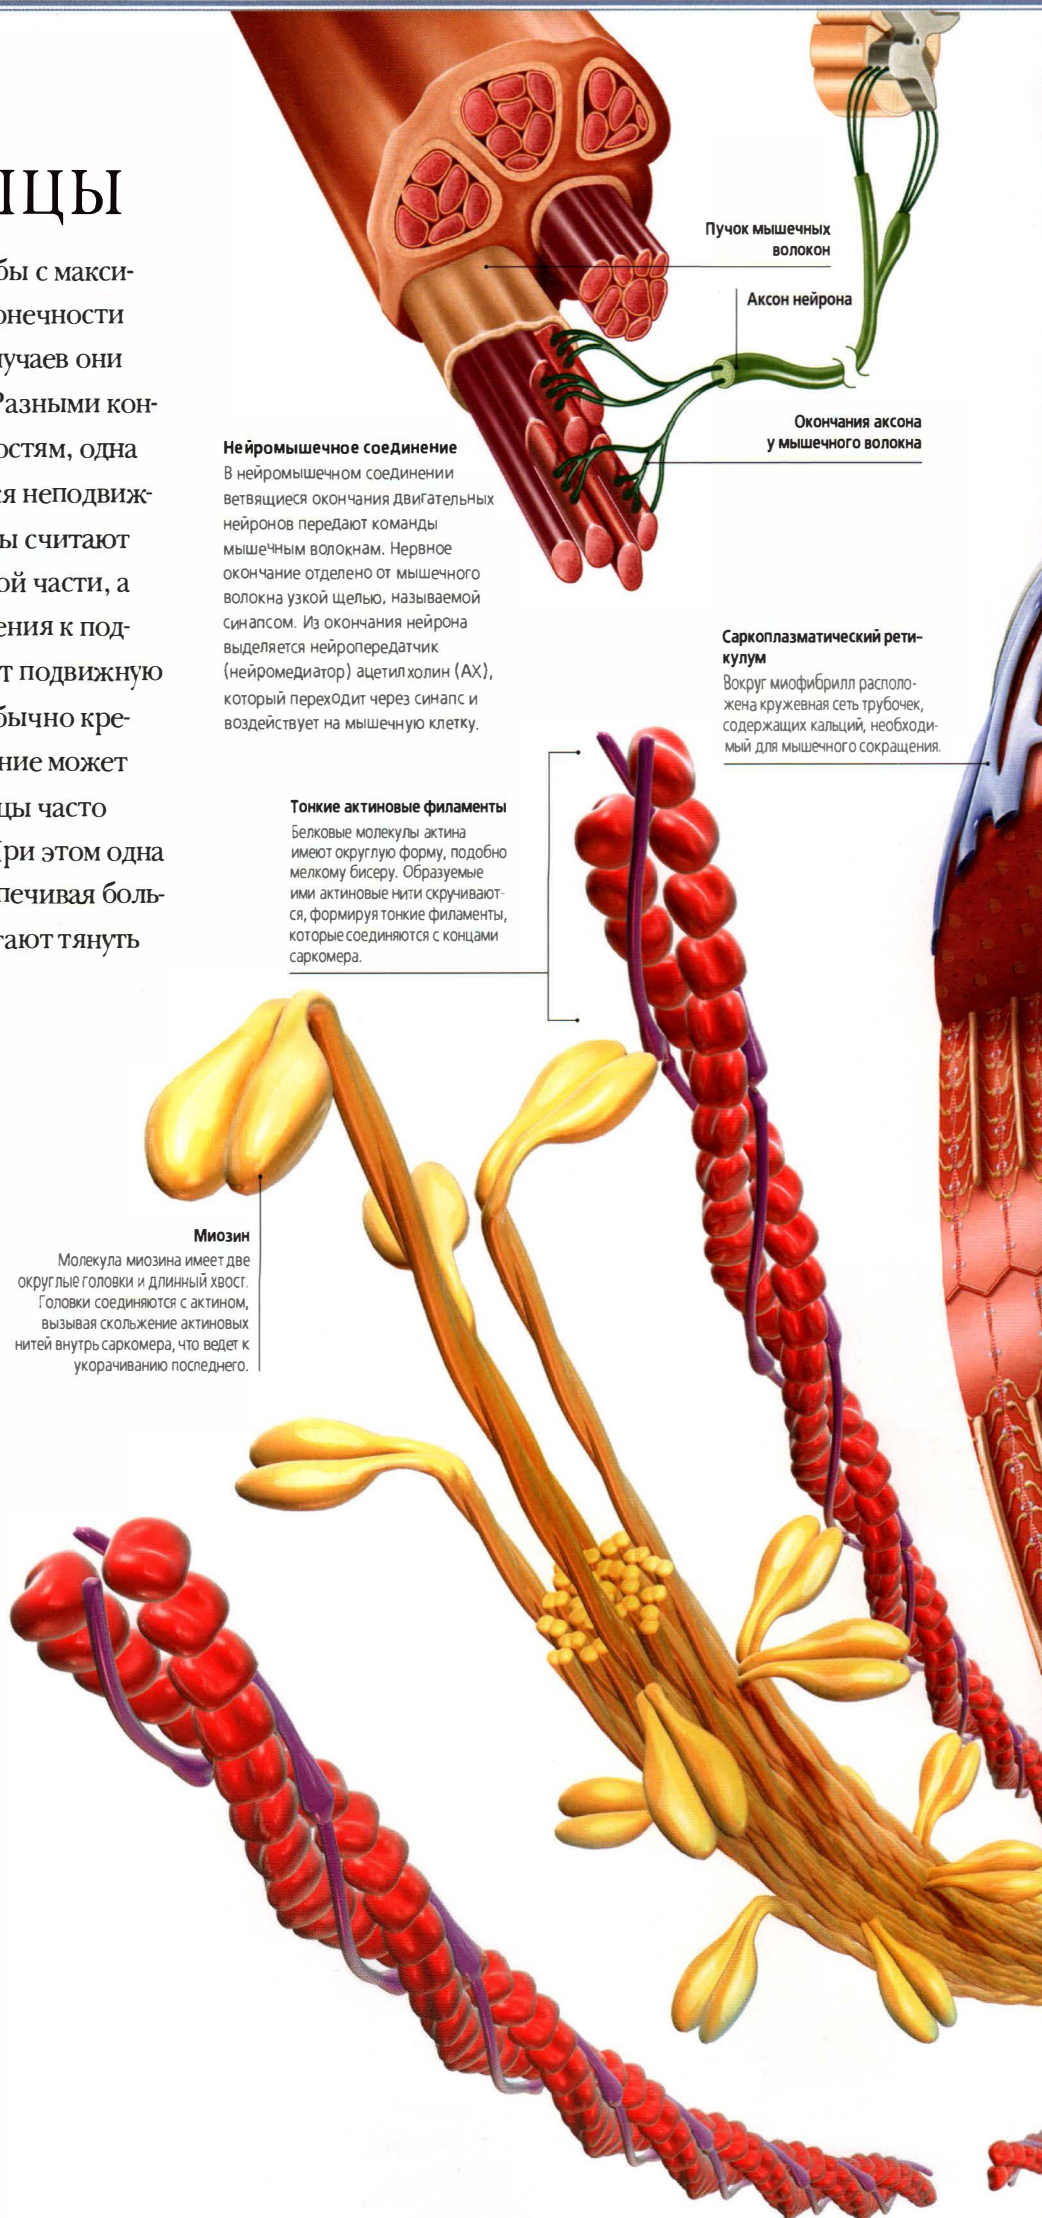 ЦЫ
бы с макси-
онечности
учаев они
Разными кон-
остям, одна
ся неподвиж-
ы считают
ой части, а
ения к под-
т подвижную
бычно кре-
ние может
цы часто
ри этом одна
печивая боль-
гают тянуть
Пучок мышечных
волокон
Аксон нейрона
Окончания аксона
у мышечного волокна
Нейромышечное соединение
В нейромышечном соединении
ветвящиеся окончания двигательных
нейронов передают команды
мышечным волокнам. Нервное
окончание отделено от мышечного
волокна узкой щелью, называемой
синапсом. Из окончания нейрона
выделяется нейропередатчик
(нейромедиатор) ацетилхолин (АХ),
который переходит через синапс и
воздействует на мышечную клетку.
Саркоплазматический рети-
кулум
Вокруг миофибрилл располо-
жена кружевная сеть трубочек,
содержащих кальций, необходи-
мый для мышечного сокращения.
Тонкие актиновые филаменты
Белковые молекулы актина
имеют округлую форму, подобно
мелкому бисеру. Образуемые
ими актиновые нити скручивают-
ся, формируя тонкие филаменты,
которые соединяются с концами
саркомера.
Миозин
Молекула миозина имеет две
округлые головки и длинный хвост.
Головки соединяются с актином,
вызывая скольжение актиновых
нитей внутрь саркомера, что ведет к
укорачиванию последнего.